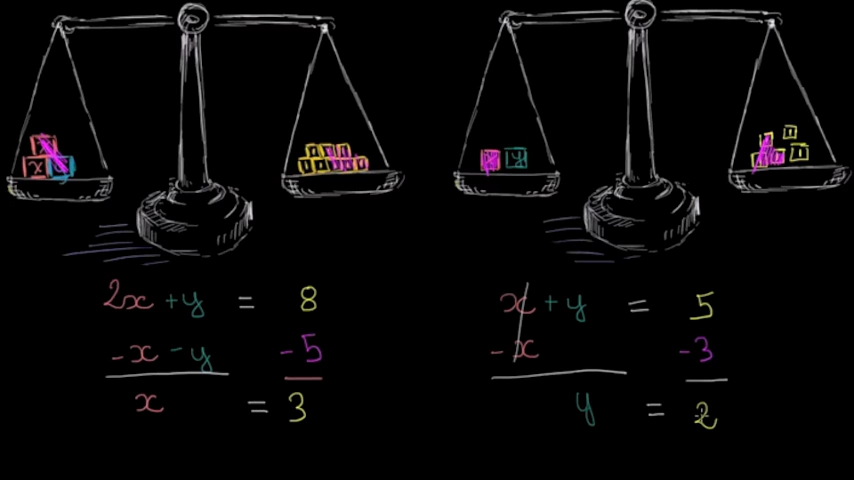 2x + y = 8
- x - y - 5
x = 3
x + y = 5
- x - 3
y = 2